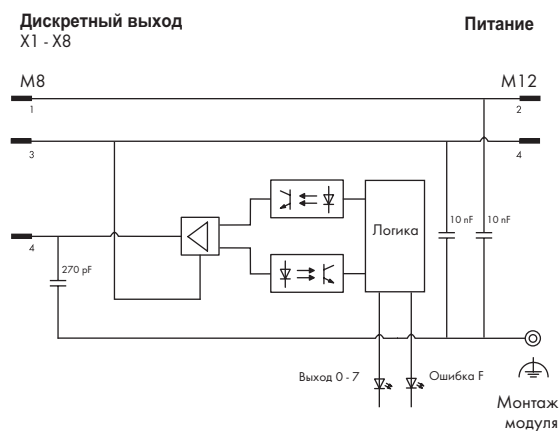 Дискретный выход
X1 - X8
Питание
M8
M12
1
2
3
4
10 nF
10 nF
Логика
4
270 pF
Выход 0 - 7
Ошибка F
Монтаж
модуля